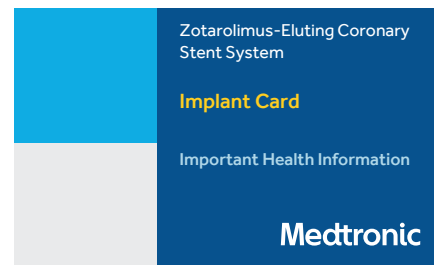 Zotarolimus-Eluting Coronary
Stent System
Implant Card
Important Health Information
Medtronic